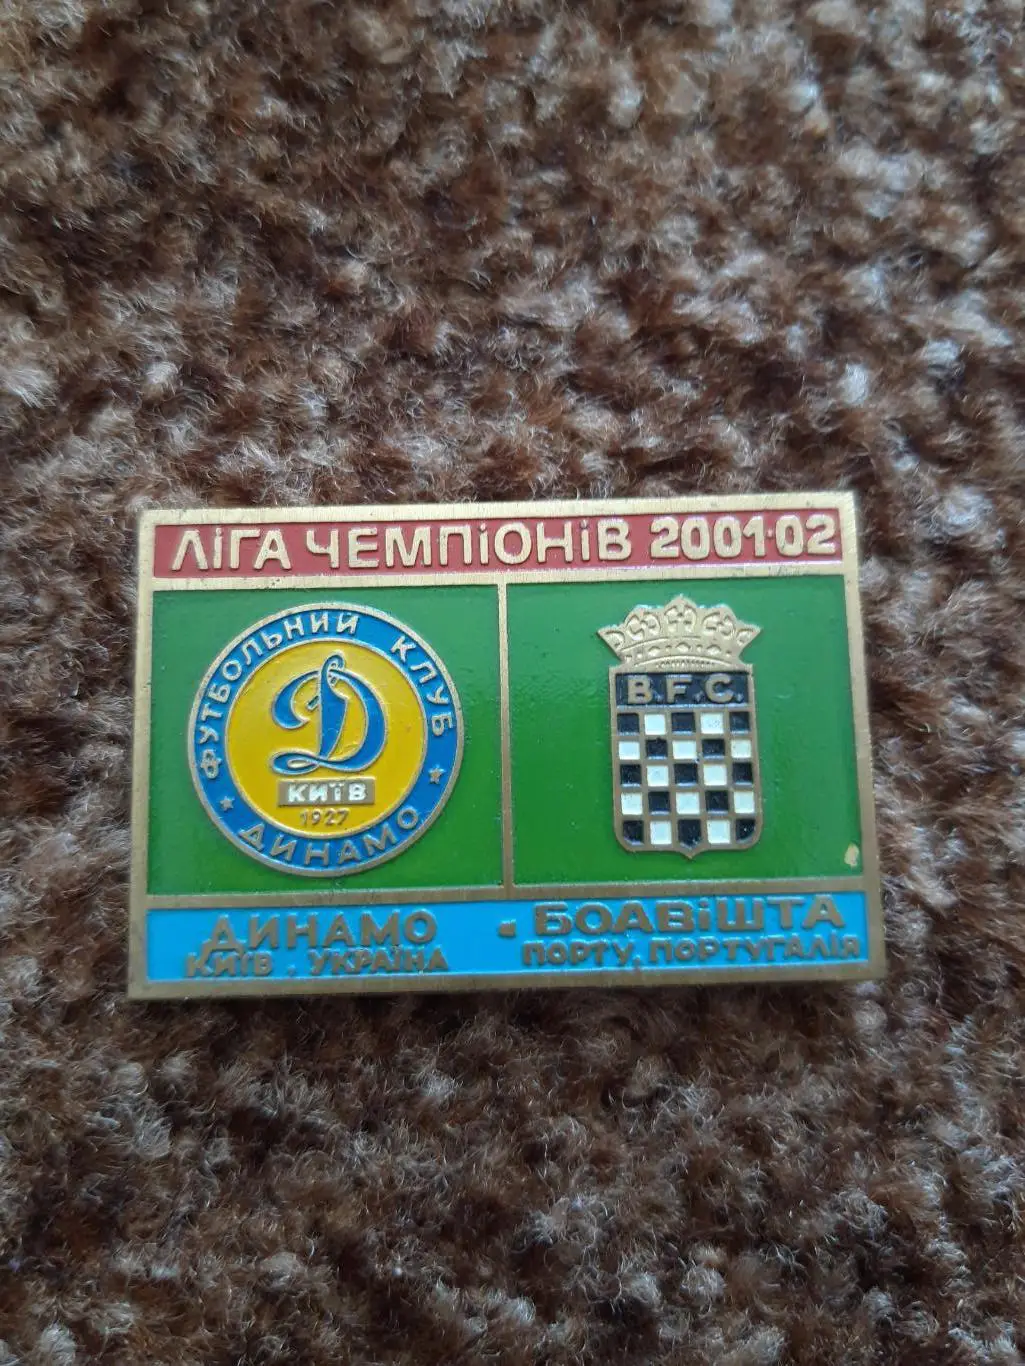 ЛІГА ЧЕМПІОНІВ 2001-02
ФУТБОЛЬНИЙ КЛУБ
Д
КИЇВ
1927
ДИНАМО
B.F.C.
ДИНАМО - БОАВІШТА
КИЇВ, УКРАЇНА ПОРТУ, ПОРТУГАЛІЯ